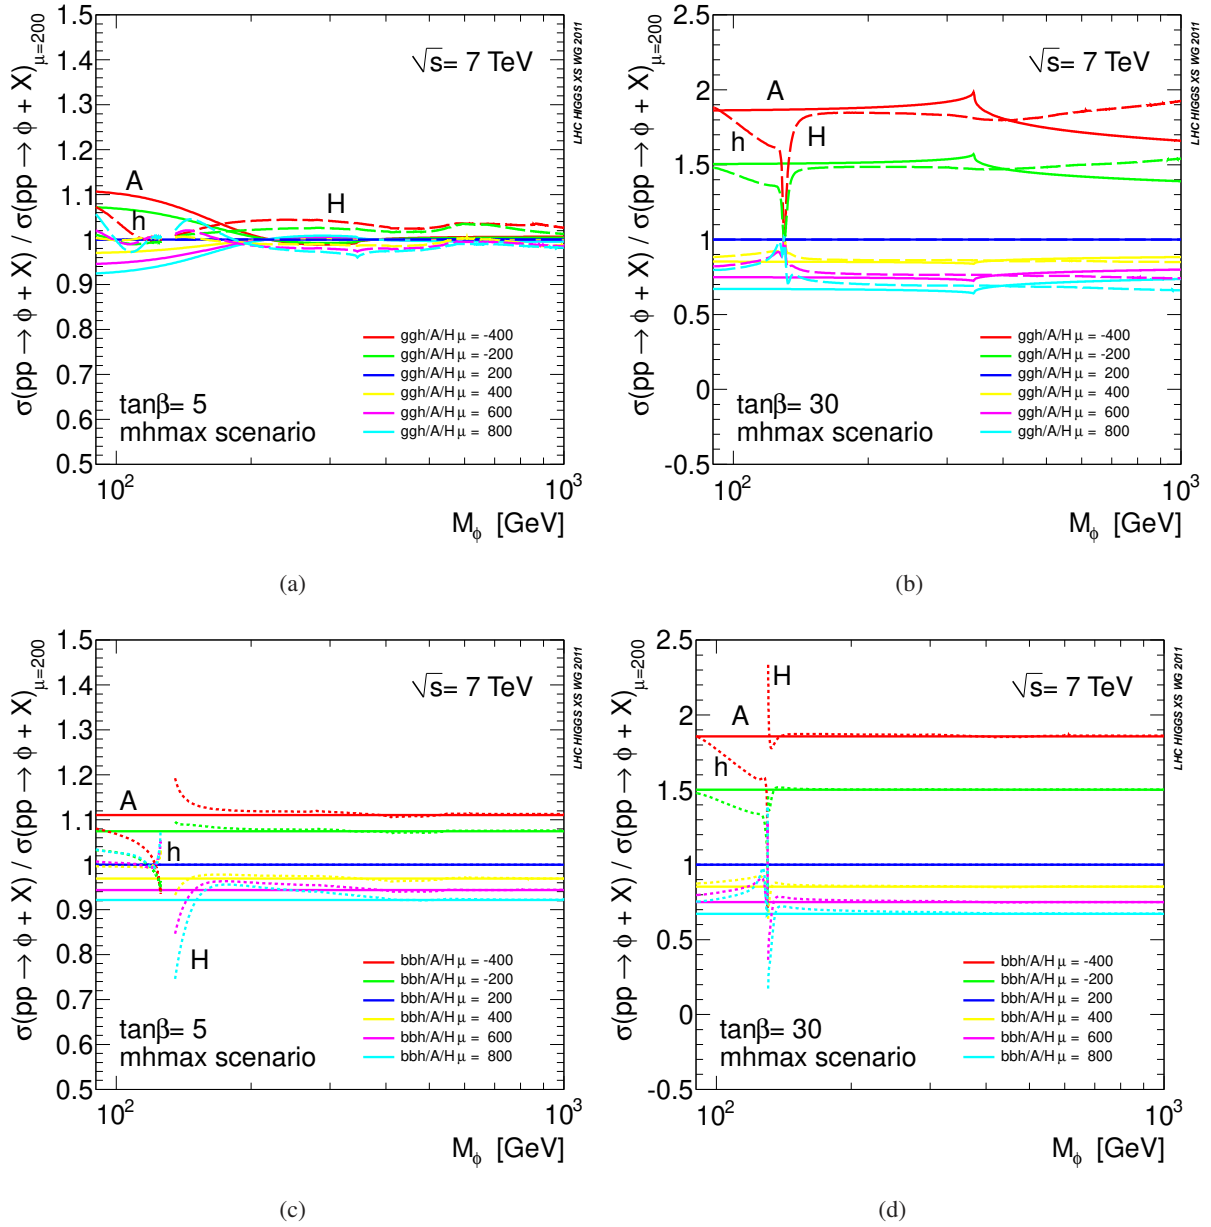 σ(pp → ϕ + X) / σ(pp → ϕ + X)μ=200
1.5
1.4
1.3
1.2
1.1
1
0.9
0.8
0.7
0.6
0.5
√s= 7 TeV
LHC HIGGS XS WG 2011
A
h
H
ggh/A/H μ = -400
ggh/A/H μ = -200
ggh/A/H μ = 200
ggh/A/H μ = 400
ggh/A/H μ = 600
ggh/A/H μ = 800
tanβ= 5
mhmax scenario
10²
10³
Mϕ [GeV]
(a)
σ(pp → ϕ + X) / σ(pp → ϕ + X)μ=200
2.5
2
1.5
1
0.5
0
-0.5
√s= 7 TeV
LHC HIGGS XS WG 2011
A
h
H
ggh/A/H μ = -400
ggh/A/H μ = -200
ggh/A/H μ = 200
ggh/A/H μ = 400
ggh/A/H μ = 600
ggh/A/H μ = 800
tanβ= 30
mhmax scenario
10²
10³
Mϕ [GeV]
(b)
σ(pp → ϕ + X) / σ(pp → ϕ + X)μ=200
1.5
1.4
1.3
1.2
1.1
1
0.9
0.8
0.7
0.6
0.5
√s= 7 TeV
LHC HIGGS XS WG 2011
A
h
H
bbh/A/H μ = -400
bbh/A/H μ = -200
bbh/A/H μ = 200
bbh/A/H μ = 400
bbh/A/H μ = 600
bbh/A/H μ = 800
tanβ= 5
mhmax scenario
10²
10³
Mϕ [GeV]
(c)
σ(pp → ϕ + X) / σ(pp → ϕ + X)μ=200
2.5
2
1.5
1
0.5
0
-0.5
√s= 7 TeV
LHC HIGGS XS WG 2011
H
A
h
bbh/A/H μ = -400
bbh/A/H μ = -200
bbh/A/H μ = 200
bbh/A/H μ = 400
bbh/A/H μ = 600
bbh/A/H μ = 800
tanβ= 30
mhmax scenario
10²
10³
Mϕ [GeV]
(d)